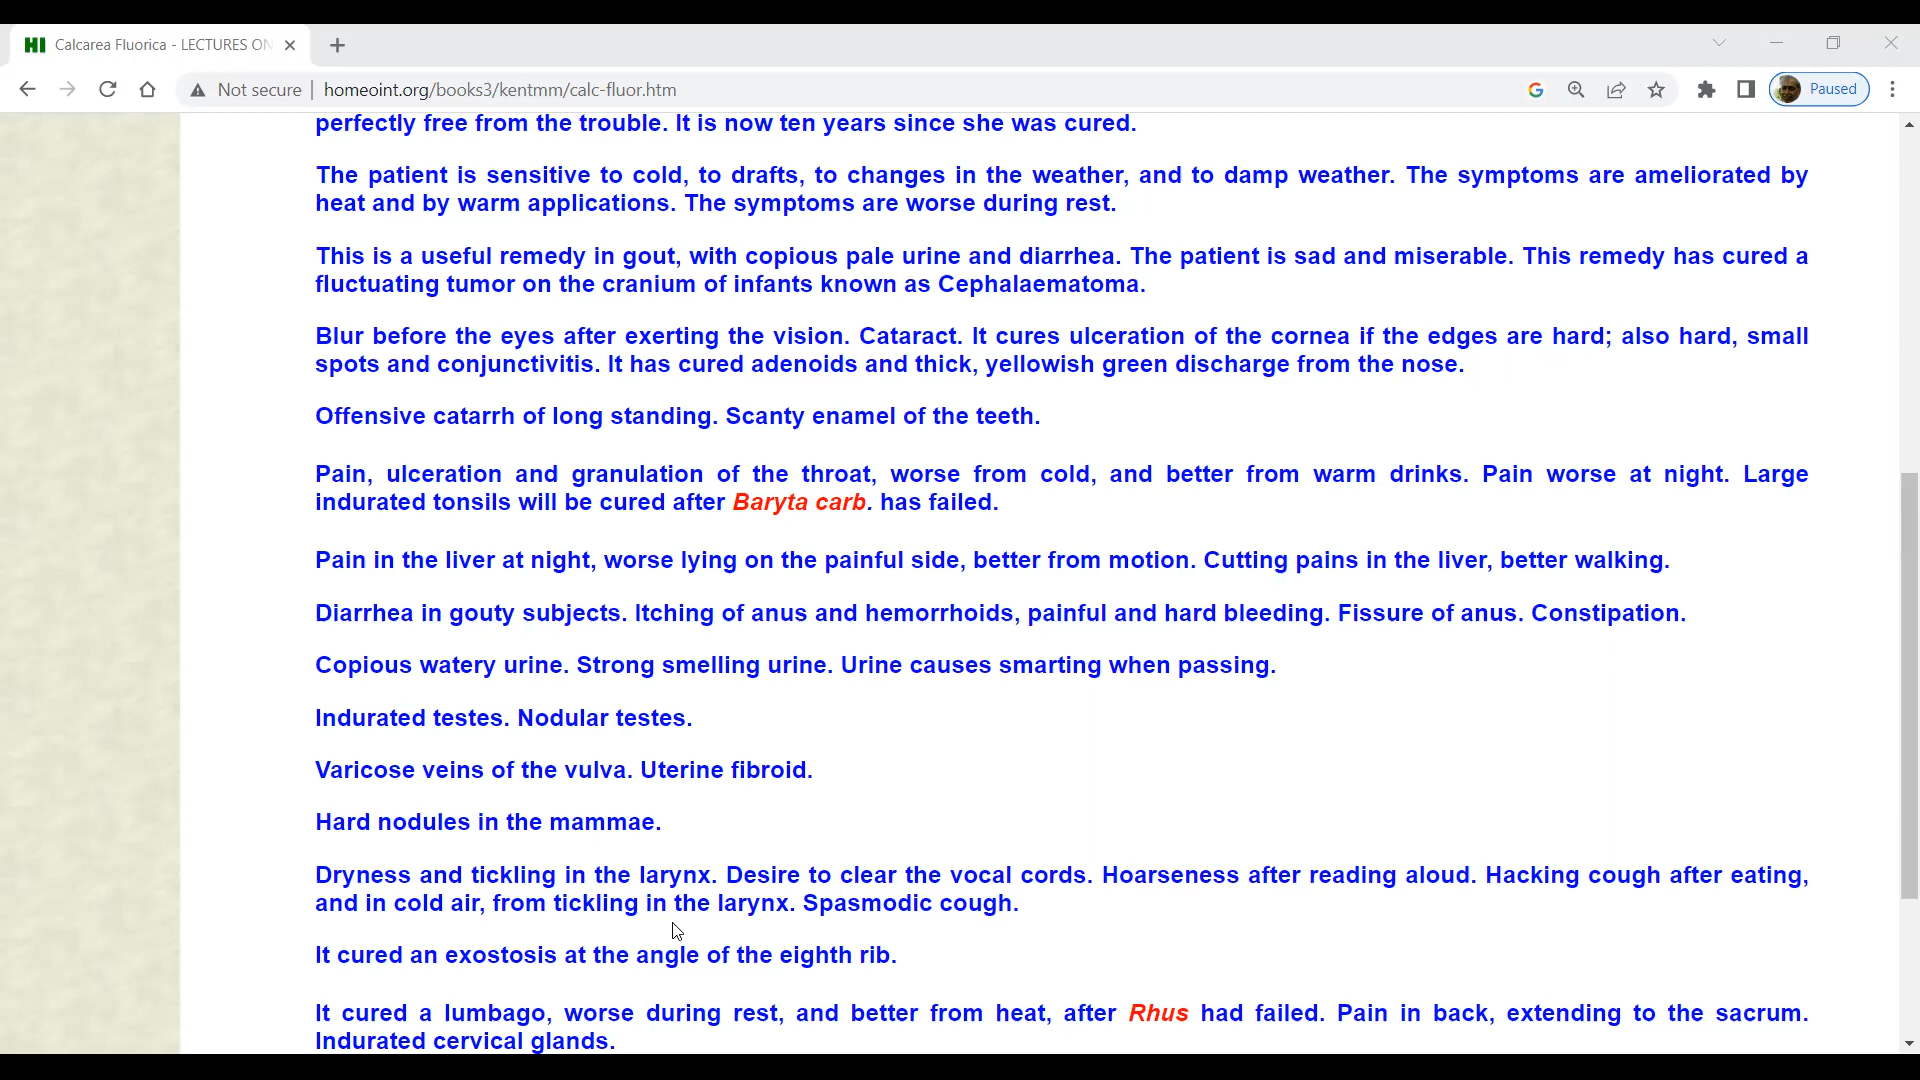 HI Calcarea Fluorica - LECTURES ON
Not secure
homeoint.org/books3/kentmm/calc-fluor.htm
Paused
perfectly free from the trouble. It is now ten years since she was cured.
The patient is sensitive to cold, to drafts, to changes in the weather, and to damp weather. The symptoms are ameliorated by
heat and by warm applications. The symptoms are worse during rest.
This is a useful remedy in gout, with copious pale urine and diarrhea. The patient is sad and miserable. This remedy has cured a
fluctuating tumor on the cranium of infants known as Cephalaematoma.
Blur before the eyes after exerting the vision. Cataract. It cures ulceration of the cornea if the edges are hard; also hard, small
spots and conjunctivitis. It has cured adenoids and thick, yellowish green discharge from the nose.
Offensive catarrh of long standing. Scanty enamel of the teeth.
Pain, ulceration and granulation of the throat, worse from cold, and better from warm drinks. Pain worse at night. Large
indurated tonsils will be cured after Baryta carb. has failed.
Pain in the liver at night, worse lying on the painful side, better from motion. Cutting pains in the liver, better walking.
Diarrhea in gouty subjects. Itching of anus and hemorrhoids, painful and hard bleeding. Fissure of anus. Constipation.
Copious watery urine. Strong smelling urine. Urine causes smarting when passing.
Indurated testes. Nodular testes.
Varicose veins of the vulva. Uterine fibroid.
Hard nodules in the mammae.
Dryness and tickling in the larynx. Desire to clear the vocal cords. Hoarseness after reading aloud. Hacking cough after eating,
and in cold air, from tickling in the larynx. Spasmodic cough.
It cured an exostosis at the angle of the eighth rib.
It cured a lumbago, worse during rest, and better from heat, after Rhus had failed. Pain in back, extending to the sacrum.
Indurated cervical glands.